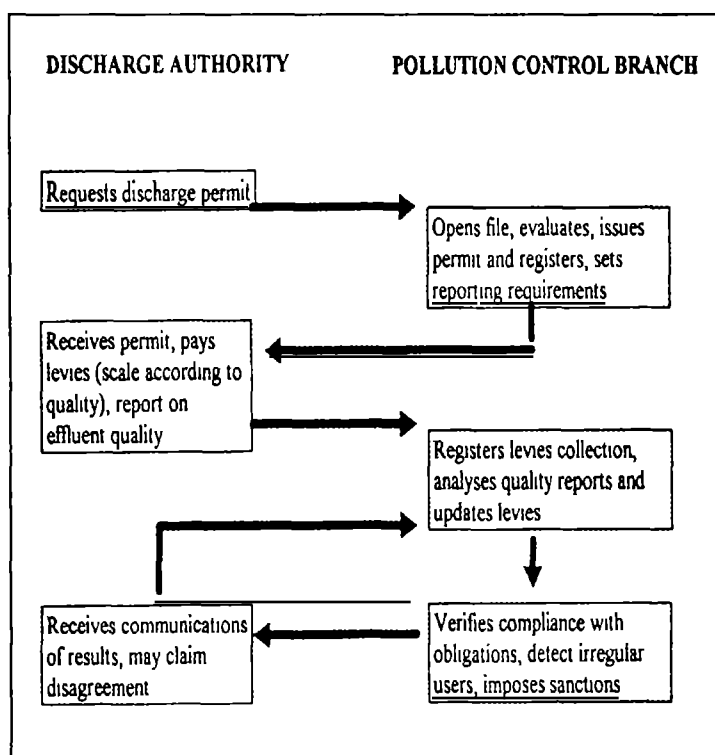 DISCHARGE AUTHORITY
POLLUTION CONTROL BRANCH
Requests discharge permit
Opens file, evaluates, issues
permit and registers, sets
reporting requirements
Receives permit, pays
levies (scale according to
quality), report on
effluent quality
Registers levies collection,
analyses quality reports and
updates levies
Receives communications
of results, may claim
disagreement
Verifies compliance with
obligations, detect irregular
users, imposes sanctions